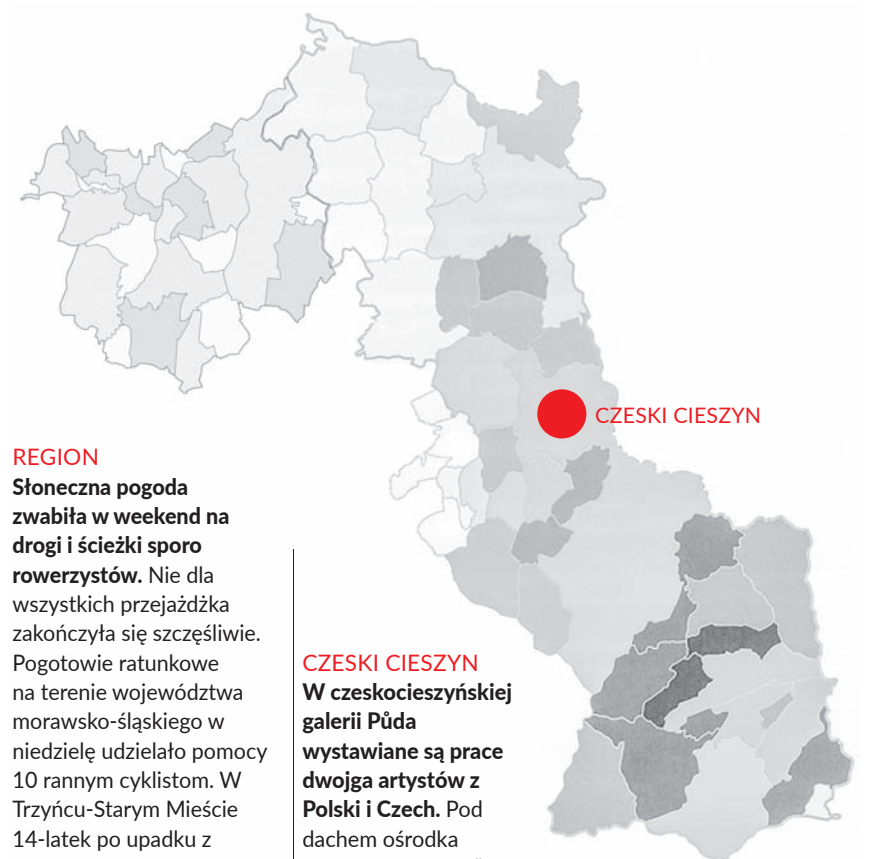 CZESKI CIESZYN
REGION
Słoneczna pogoda
zwabiła w weekend na
drogi i ścieżki sporo
rowerzystów. Nie dla
wszystkich przejażdżka
zakończyła się szczęśliwie.
Pogotowie ratunkowe
na terenie województwa
morawsko-śląskiego w
niedzielę udzielało pomocy
10 rannym cyklistom. W
Trzyńcu-Starym Mieście
14-latek po upadku z
CZESKI CIESZYN
W czeskocieszyńskiej
galerii Půda
wystawiane są prace
dwojga artystów z
Polski i Czech. Pod
dachem ośrodka